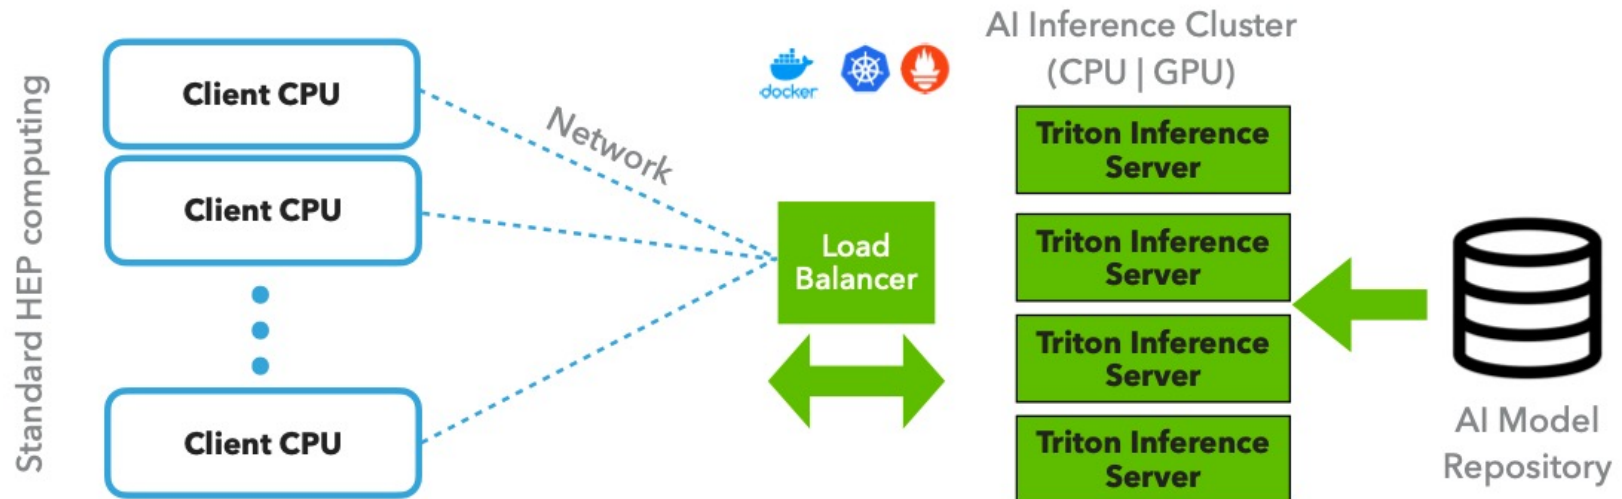 Standard HEP computing
Client CPU
Client CPU
Client CPU
Network
docker
Load
Balancer
AI Inference Cluster
(CPU | GPU)
Triton Inference
Server
Triton Inference
Server
Triton Inference
Server
Triton Inference
Server
AI Model
Repository